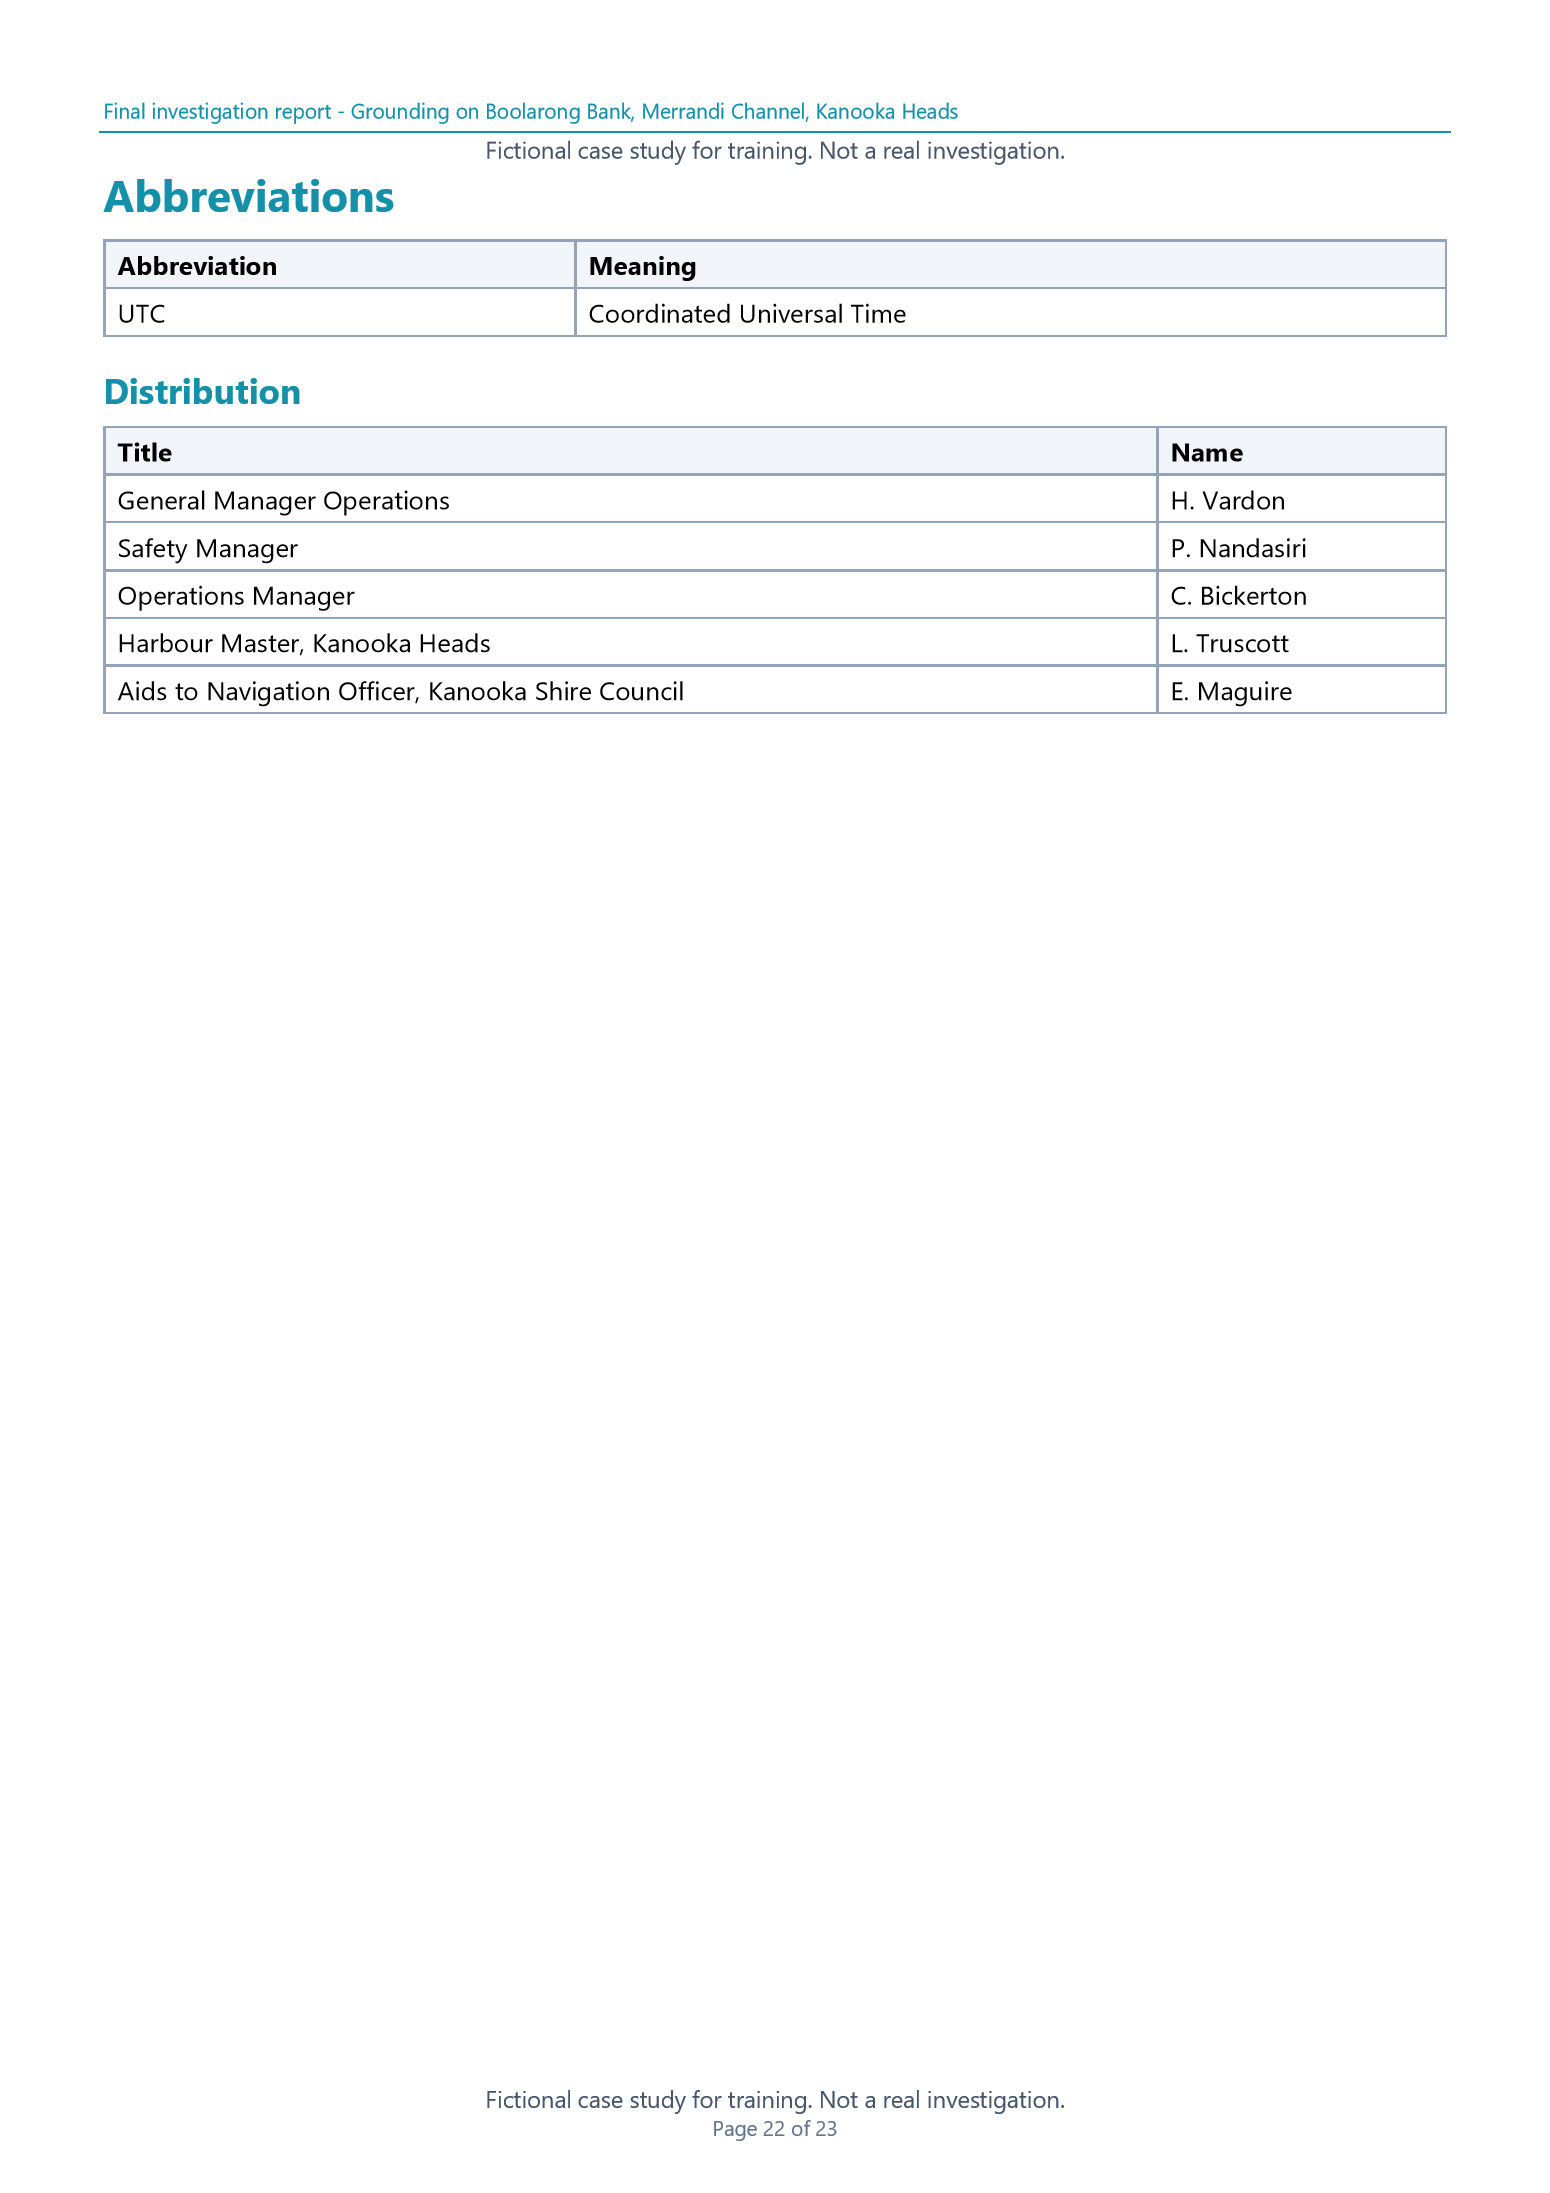 Final investigation report - Grounding on Boolarong Bank, Merrandi Channel, Kanooka Heads
Fictional case study for training. Not a real investigation.
Abbreviations
Abbreviation Meaning
UTC Coordinated Universal Time
Distribution
Title Name
General Manager Operations H. Vardon
Safety Manager P. Nandasiri
Operations Manager C. Bickerton
Harbour Master, Kanooka Heads L. Truscott
Aids to Navigation Officer, Kanooka Shire Council E. Maguire
Fictional case study for training. Not a real investigation.
Page 22 of 23